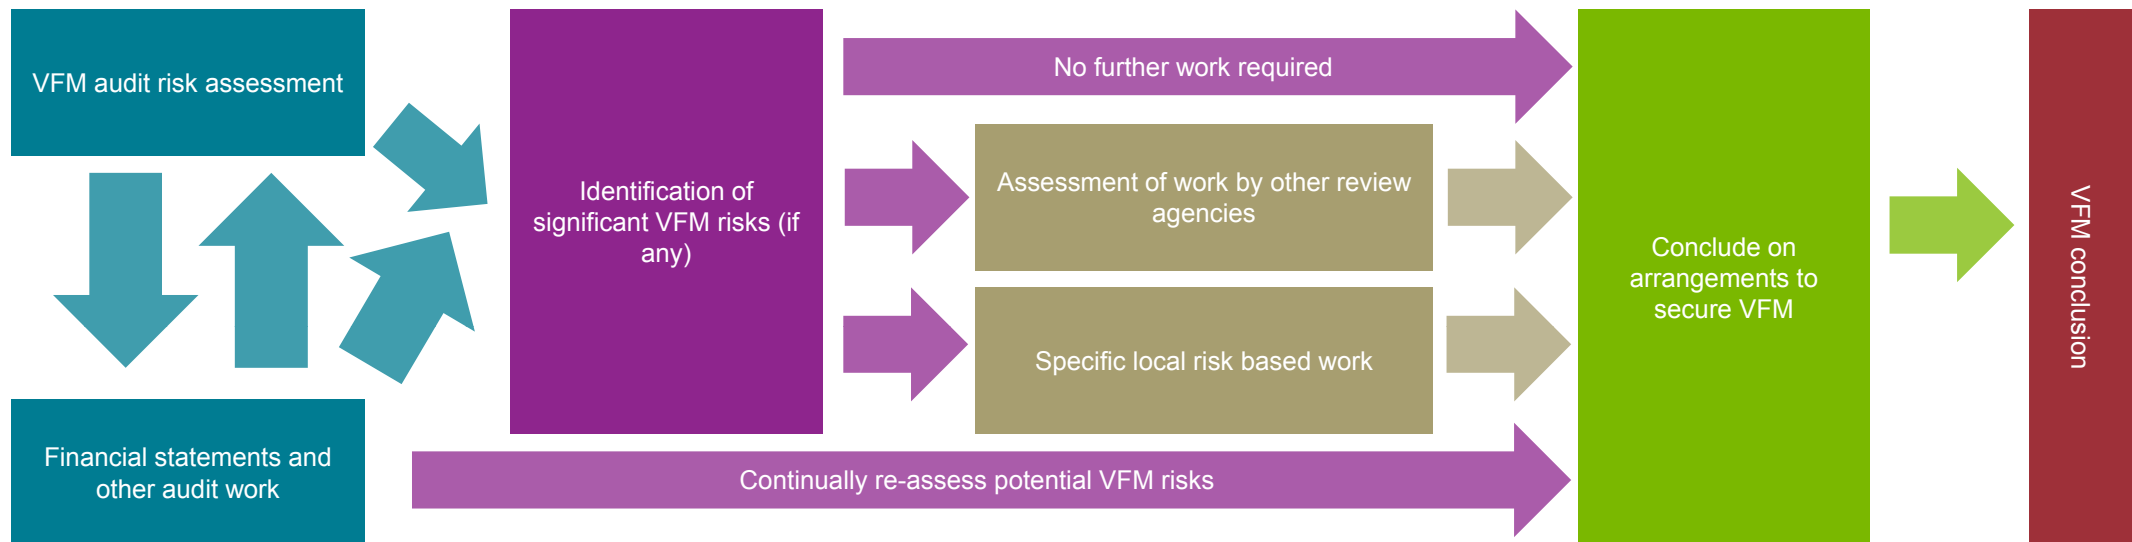 VFM audit risk assessment
Financial statements and
other audit work
Identification of
significant VFM risks (if
any)
No further work required
Assessment of work by other review
agencies
Specific local risk based work
Continually re-assess potential VFM risks
Conclude on
arrangements to
secure VFM
VFM conclusion